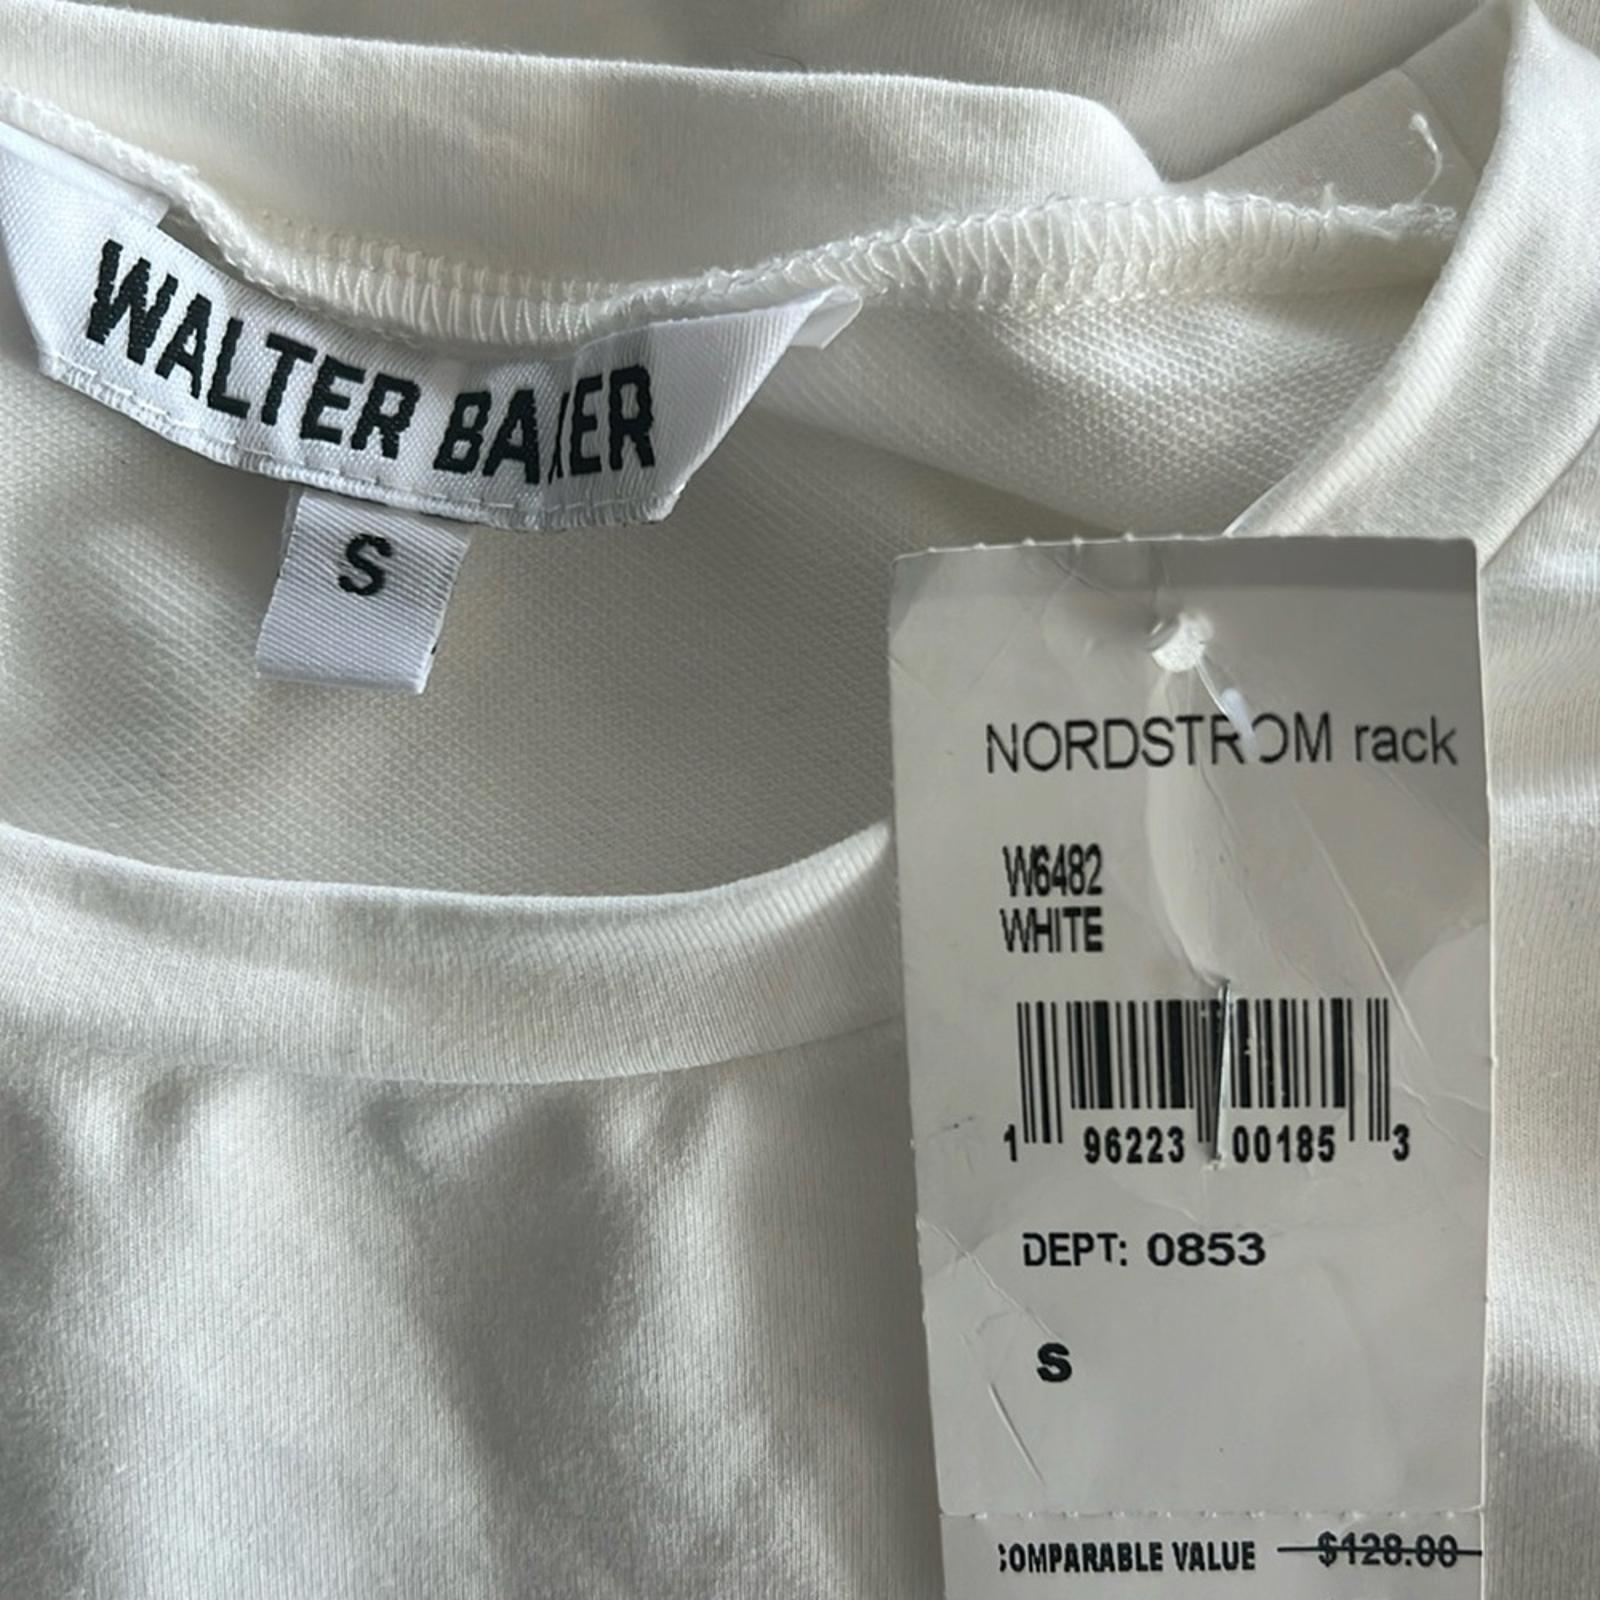 WALTER BAKER
S
NORDSTROM rack
W6482
WHITE
1 96223 00185 3
DEPT: 0853
S
COMPARABLE VALUE $128.00